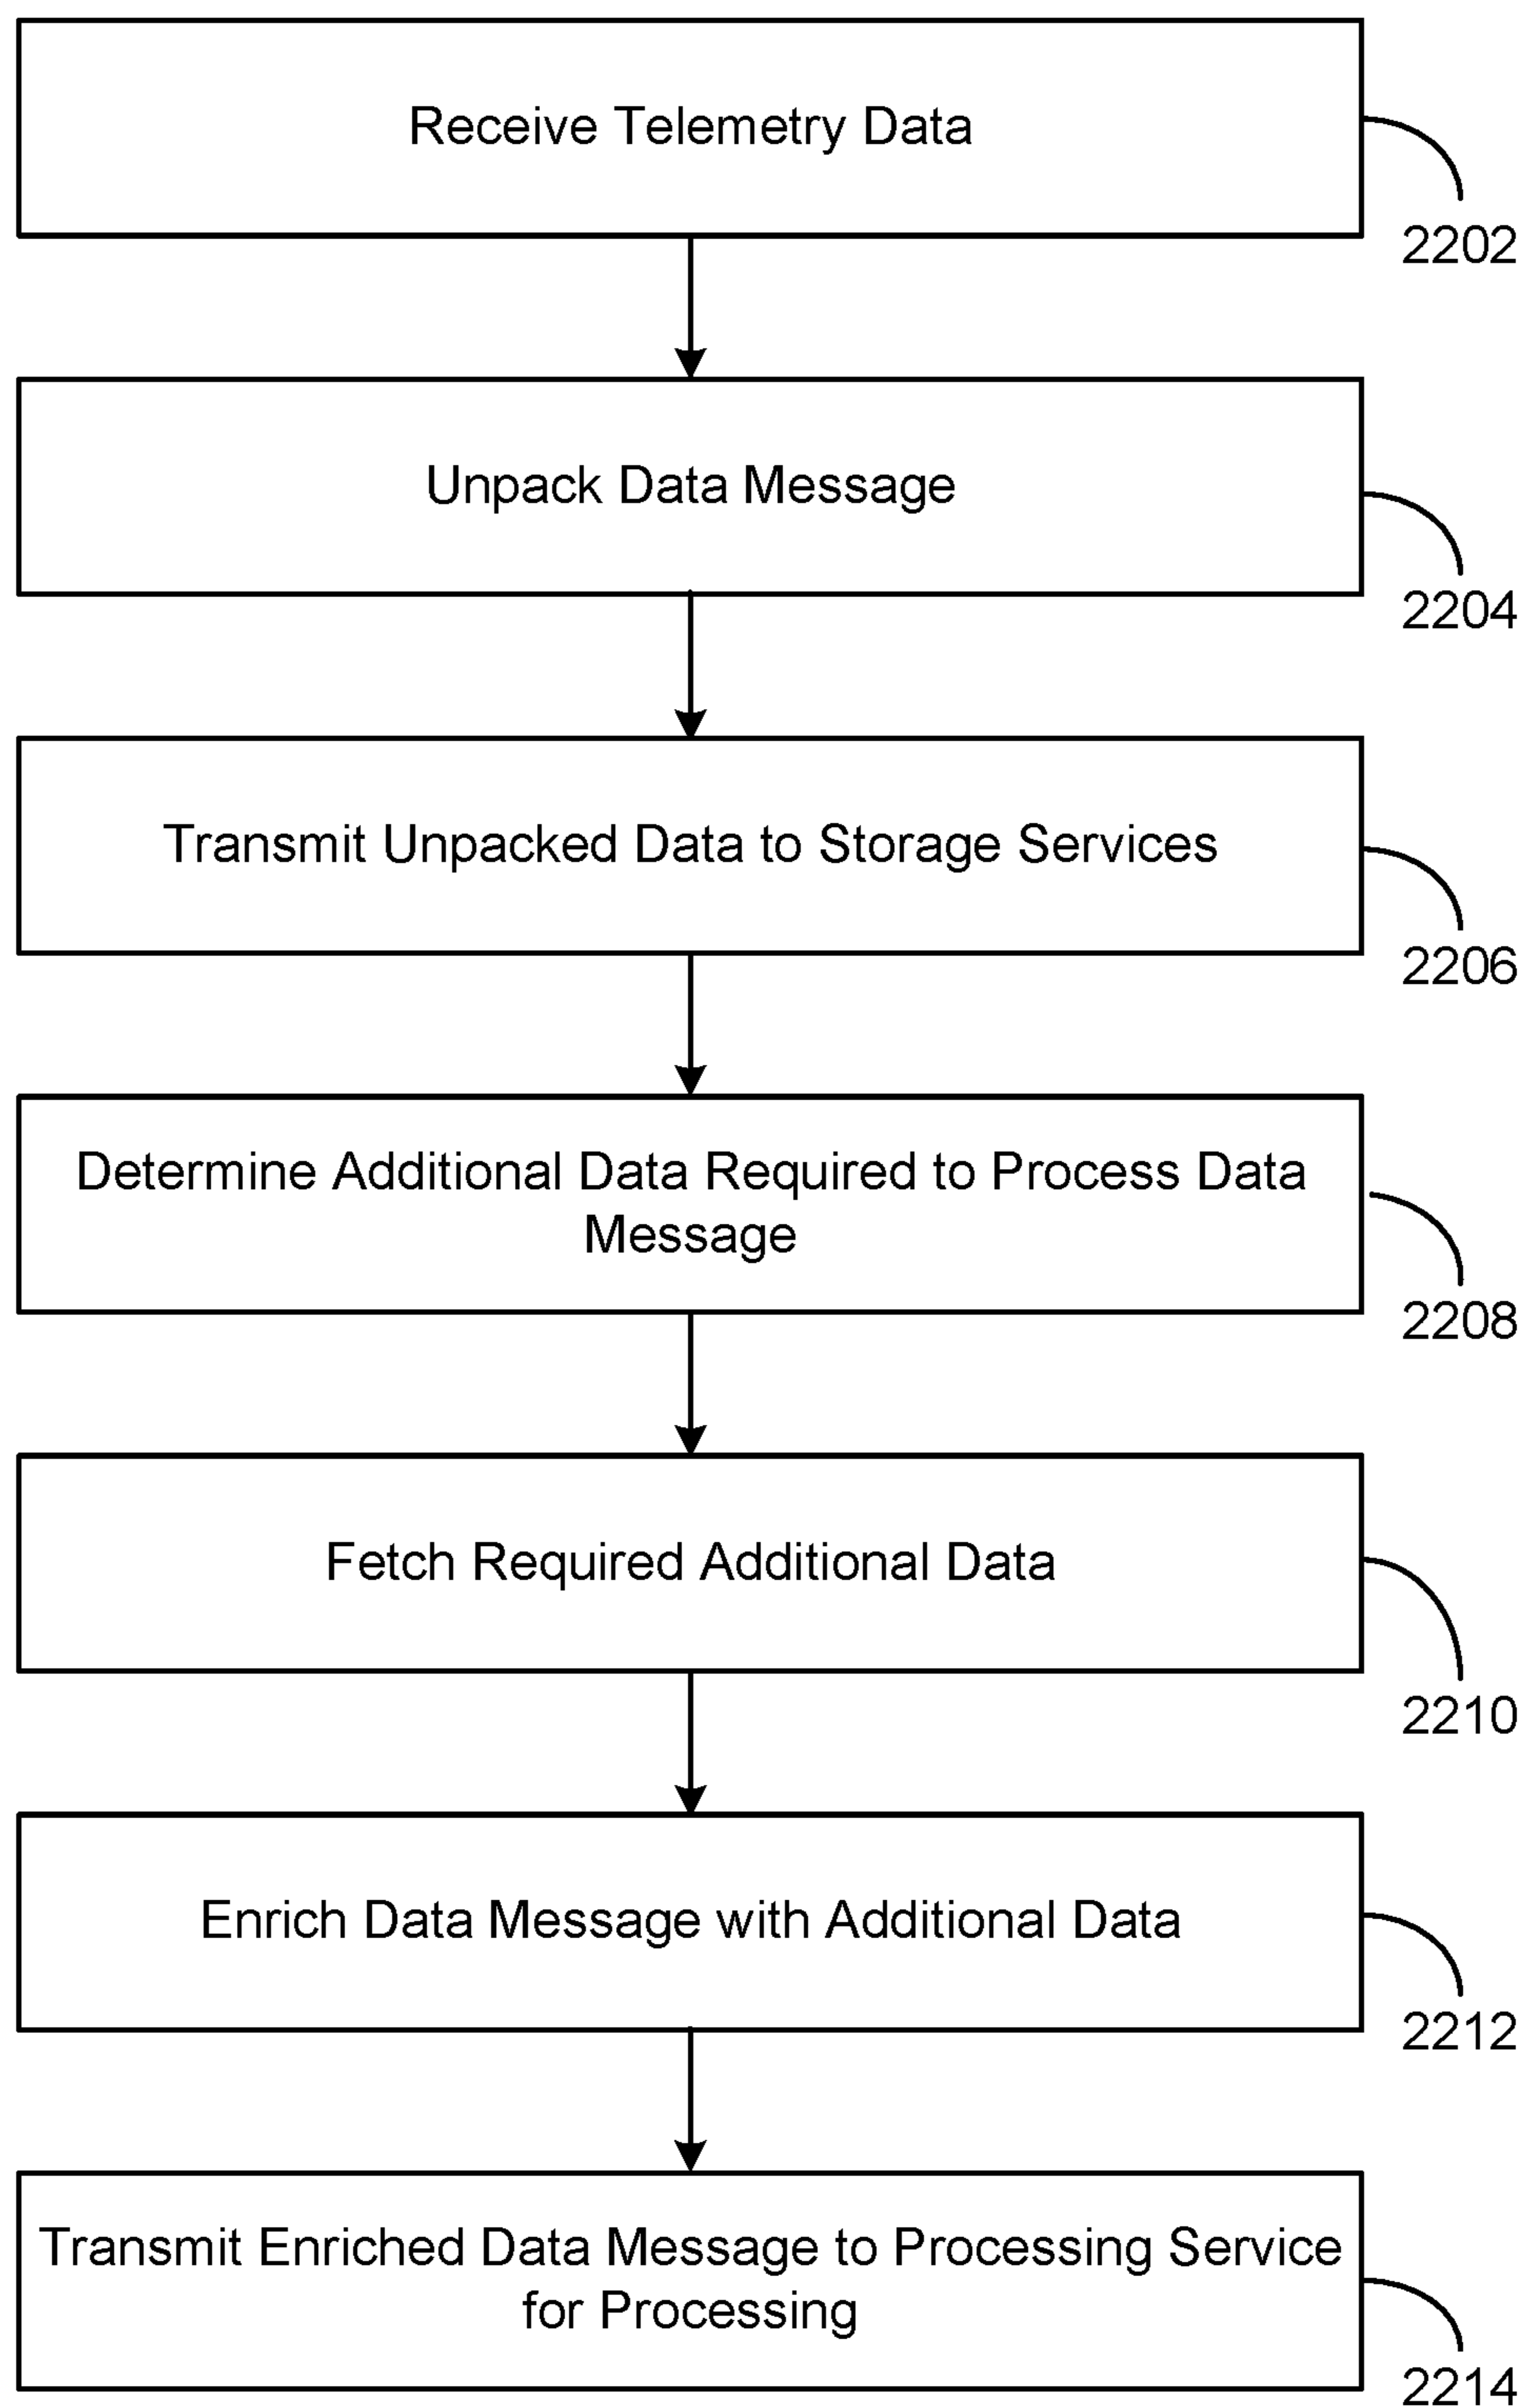 Receive Telemetry Data
2202
Unpack Data Message
2204
Transmit Unpacked Data to Storage Services
2206
Determine Additional Data Required to Process Data
Message
2208
Fetch Required Additional Data
2210
Enrich Data Message with Additional Data
2212
Transmit Enriched Data Message to Processing Service
for Processing
2214